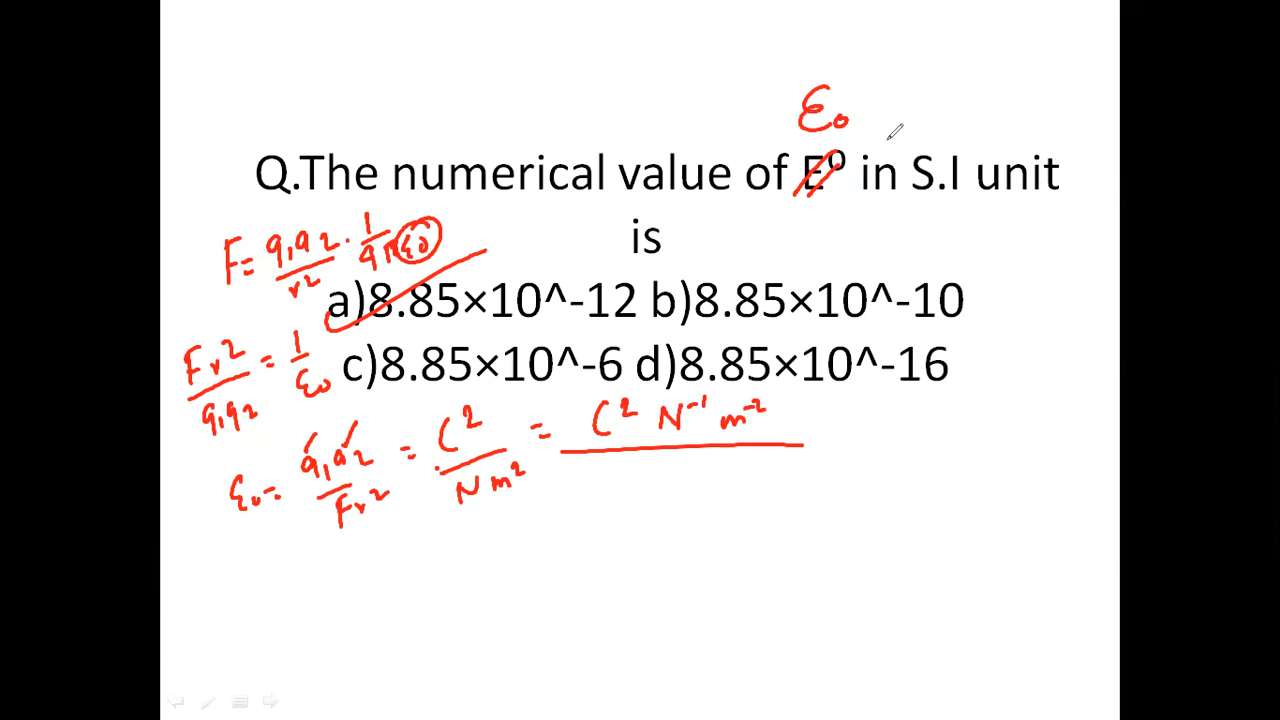 ε₀
Q.The numerical value of E⁰ in S.I unit
is
F= q₁q₂/r² · 1/4π ε₀
a)8.85×10^-12 b)8.85×10^-10
Fr²/q₁q₂ = 1/ε₀
c)8.85×10^-6 d)8.85×10^-16
ε₀= q₁q₂/Fr² = C²/Nm² = C² N⁻¹ m⁻²